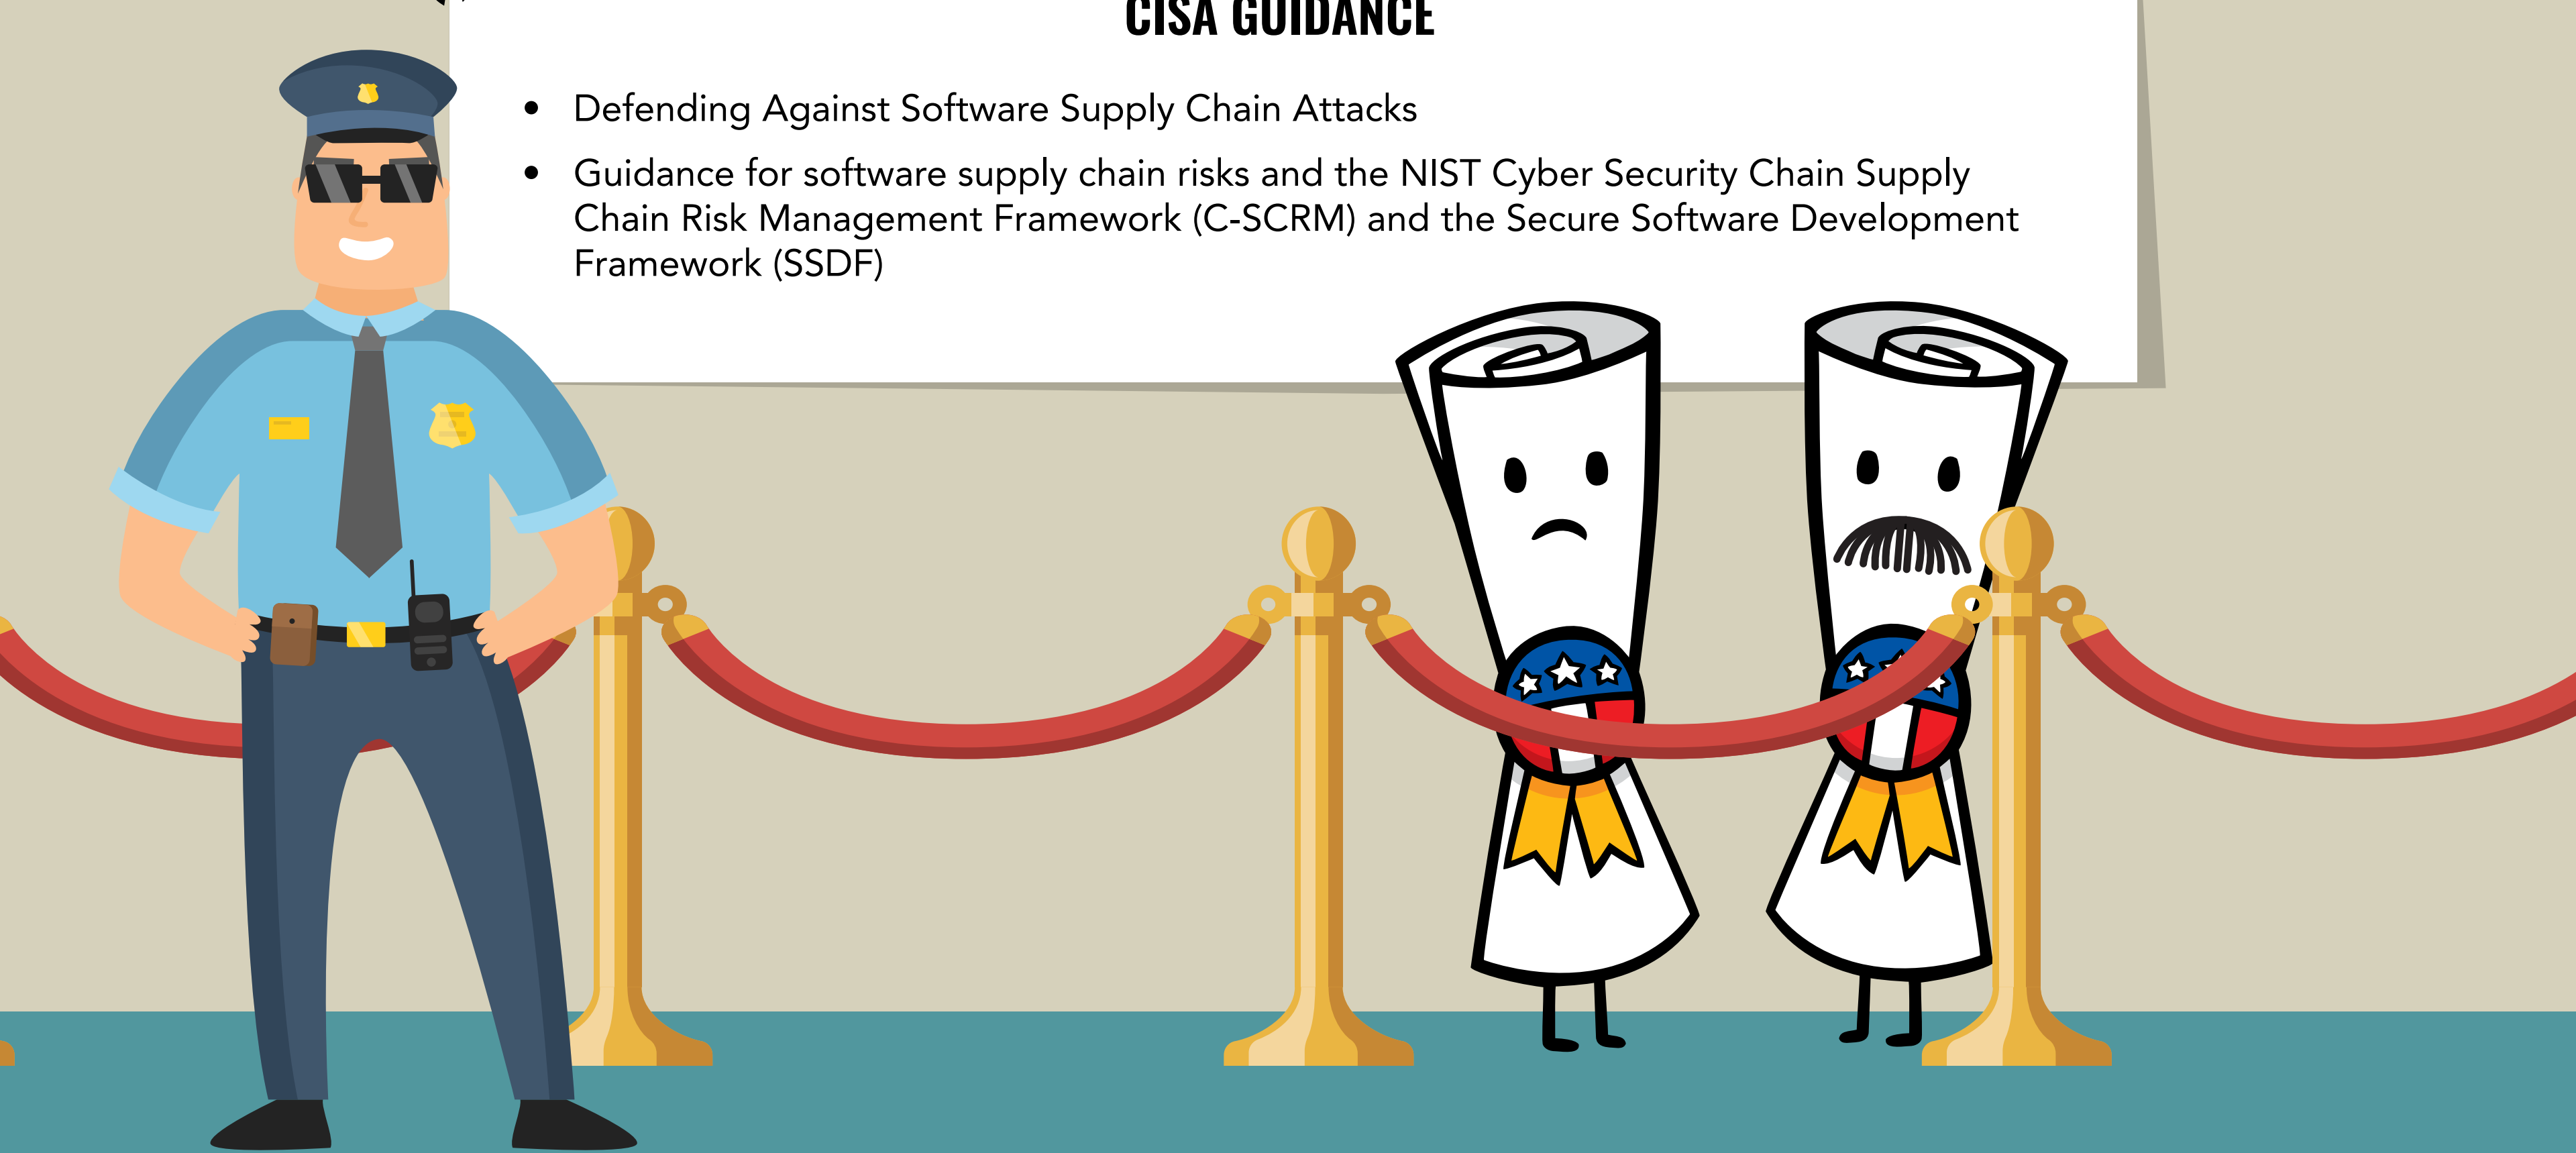 CISA GUIDANCE
• Defending Against Software Supply Chain Attacks
• Guidance for software supply chain risks and the NIST Cyber Security Chain Supply
Chain Risk Management Framework (C-SCRM) and the Secure Software Development
Framework (SSDF)